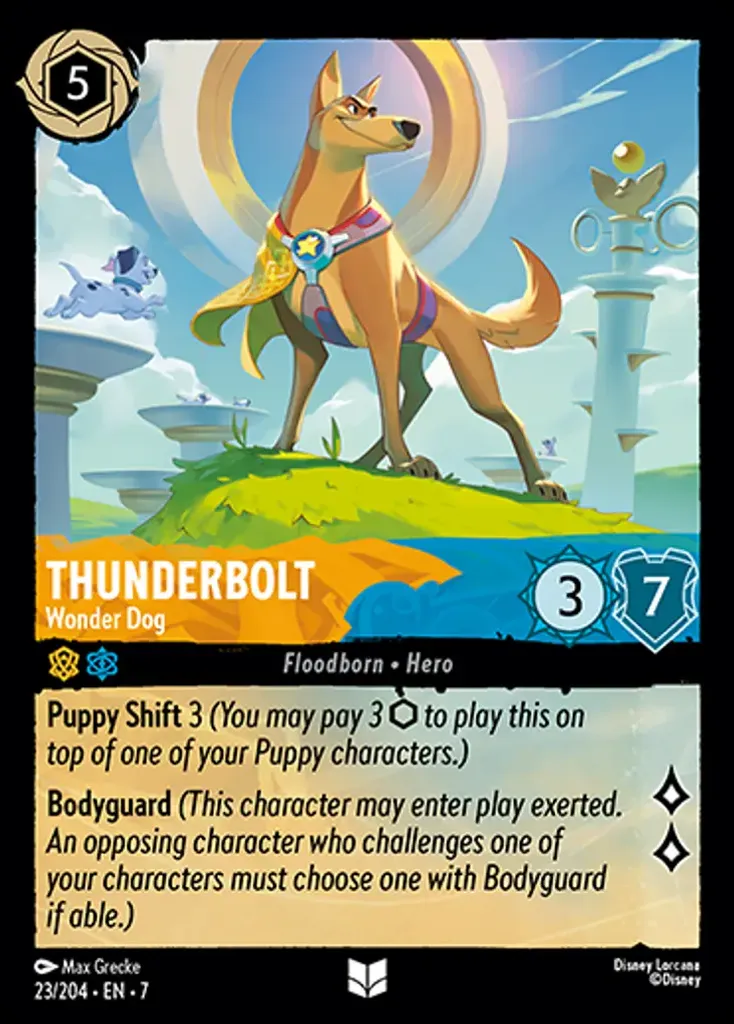 5
THUNDERBOLT
Wonder Dog
3
7
Floodborn • Hero
Puppy Shift 3 (You may pay 3 ⬡ to play this on
top of one of your Puppy characters.)
Bodyguard (This character may enter play exerted.
An opposing character who challenges one of
your characters must choose one with Bodyguard
if able.)
Max Grecke
23/204 • EN • 7
Disney Lorcana
©Disney